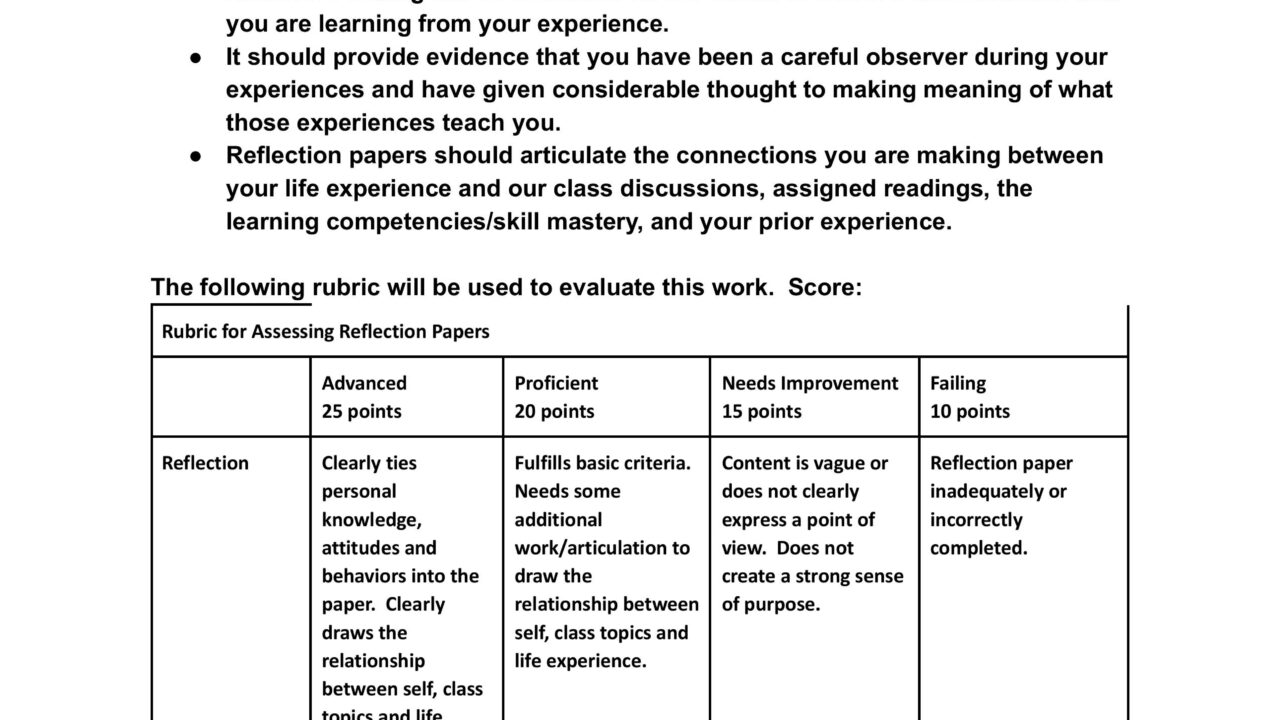 you are learning from your experience.
● It should provide evidence that you have been a careful observer during your
experiences and have given considerable thought to making meaning of what
those experiences teach you.
● Reflection papers should articulate the connections you are making between
your life experience and our class discussions, assigned readings, the
learning competencies/skill mastery, and your prior experience.
The following rubric will be used to evaluate this work.  Score:
Rubric for Assessing Reflection Papers
Advanced
25 points
Proficient
20 points
Needs Improvement
15 points
Failing
10 points
Reflection
Clearly ties
personal
knowledge,
attitudes and
behaviors into the
paper.  Clearly
draws the
relationship
between self, class
topics and life
Fulfills basic criteria.
Needs some
additional
work/articulation to
draw the
relationship between
self, class topics and
life experience.
Content is vague or
does not clearly
express a point of
view.  Does not
create a strong sense
of purpose.
Reflection paper
inadequately or
incorrectly
completed.